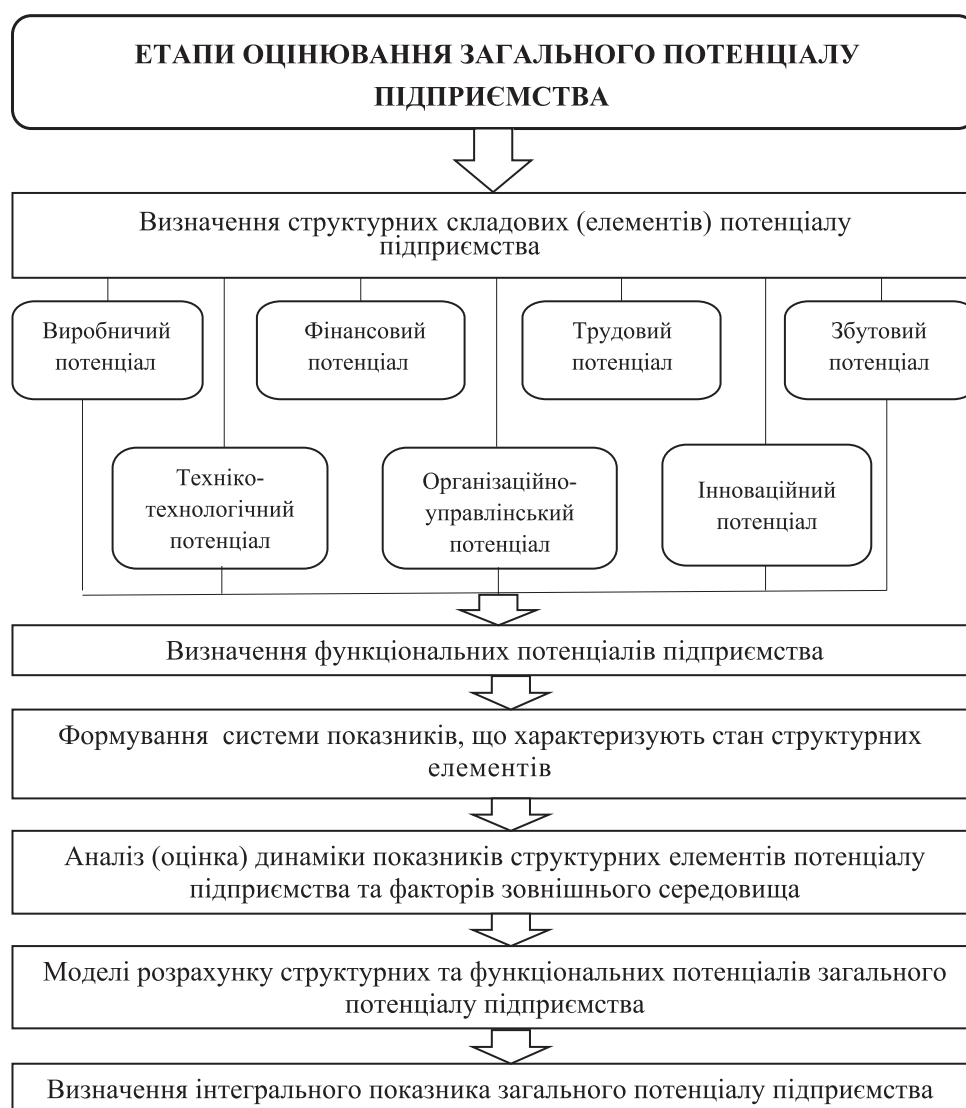 ЕТАПИ ОЦІНЮВАННЯ ЗАГАЛЬНОГО ПОТЕНЦІАЛУ
ПІДПРИЄМСТВА
Визначення структурних складових (елементів) потенціалу
підприємства
Виробничий
потенціал
Фінансовий
потенціал
Трудовий
потенціал
Збутовий
потенціал
Техніко-
технологічний
потенціал
Організаційно-
управлінський
потенціал
Інноваційний
потенціал
Визначення функціональних потенціалів підприємства
Формування системи показників, що характеризують стан структурних
елементів
Аналіз (оцінка) динаміки показників структурних елементів потенціалу
підприємства та факторів зовнішнього середовища
Моделі розрахунку структурних та функціональних потенціалів загального
потенціалу підприємства
Визначення інтегрального показника загального потенціалу підприємства